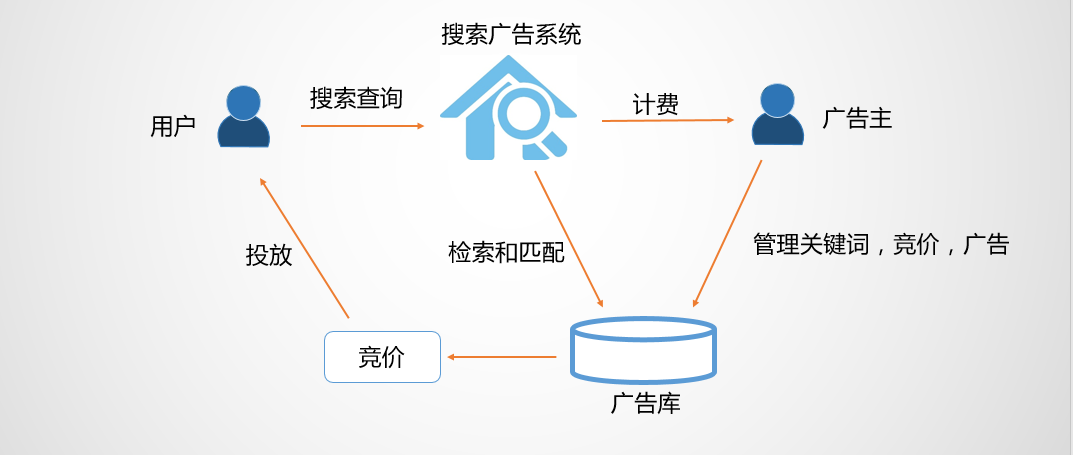 搜索广告系统
搜索查询
计费
用户
广告主
投放
检索和匹配
管理关键词，竞价，广告
竞价
广告库